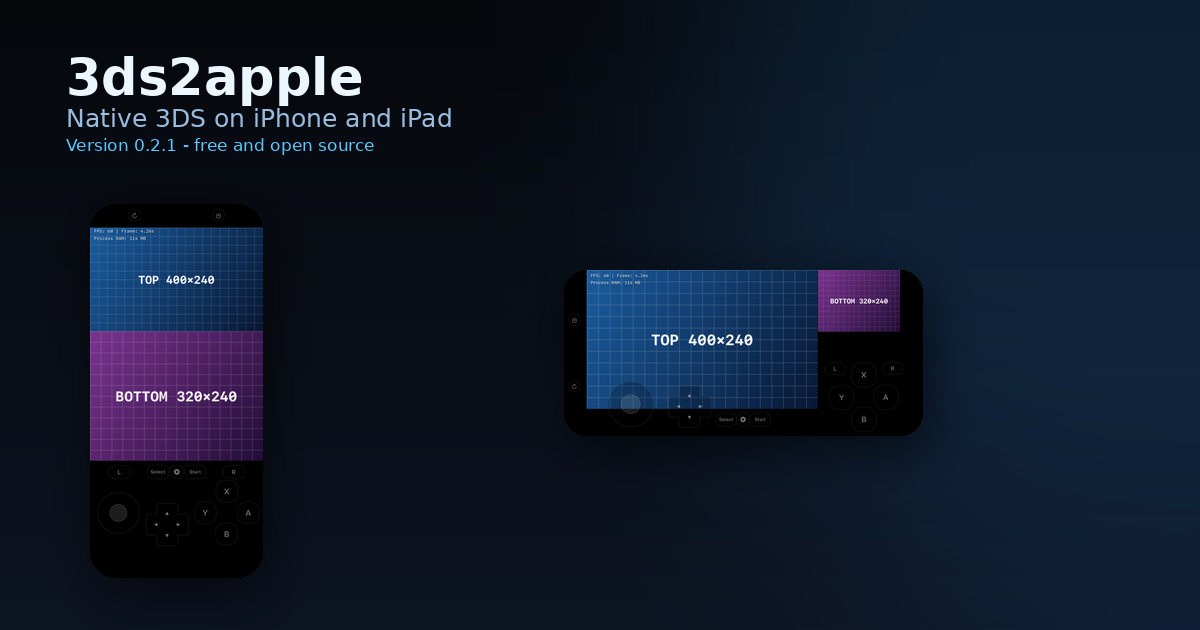 3ds2apple
Native 3DS on iPhone and iPad
Version 0.2.1 - free and open source
FPS: 60 | Frame: 4.2ms
Process RAM: 114 MB
TOP 400×240
BOTTOM 320×240
L
Select
Start
R
X
Y
A
B
FPS: 60 | Frame: 4.2ms
Process RAM: 114 MB
TOP 400×240
BOTTOM 320×240
L
R
X
Y
A
B
Select
Start